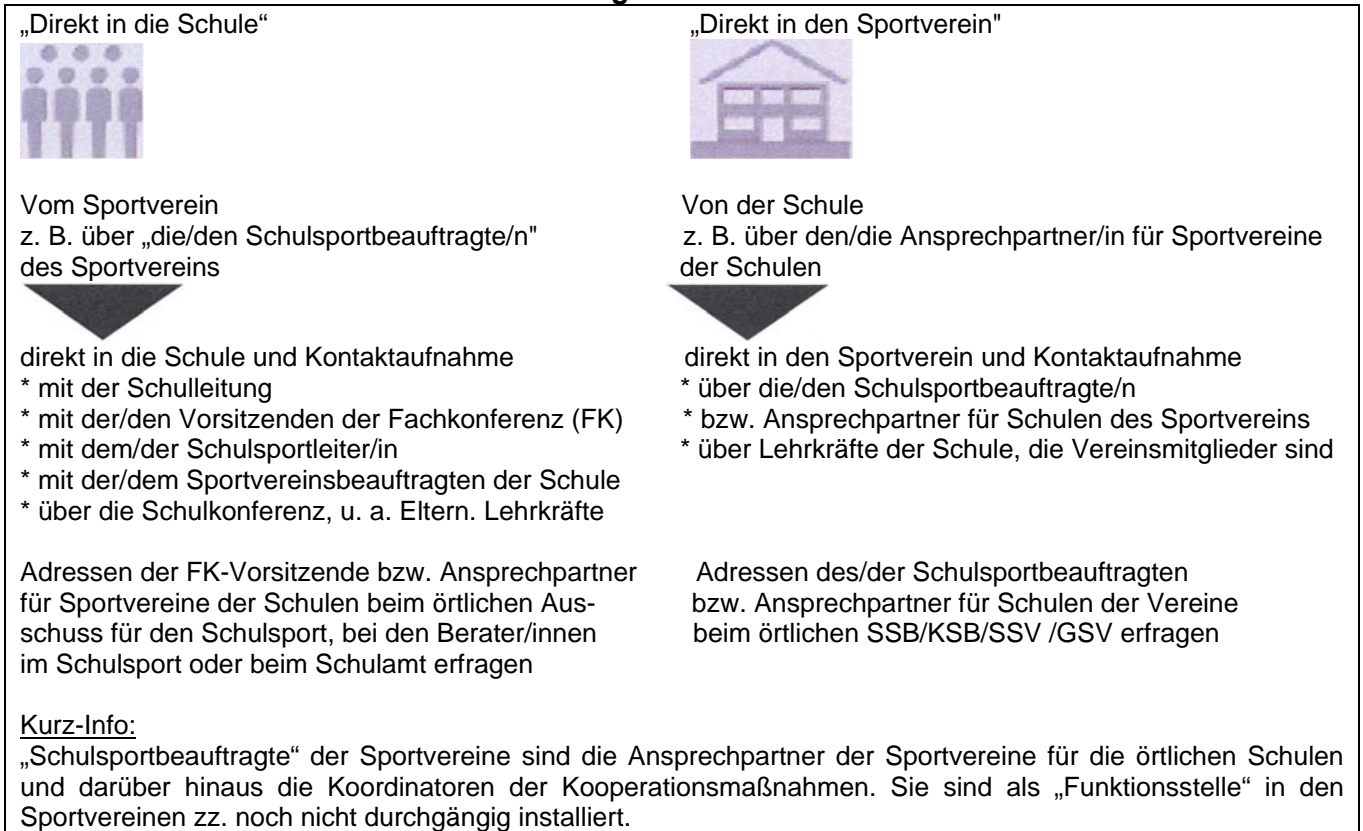 „Direkt in die Schule“
Vom Sportverein
z. B. über „die/den Schulsportbeauftragte/n"
des Sportvereins
direkt in die Schule und Kontaktaufnahme
* mit der Schulleitung
* mit der/den Vorsitzenden der Fachkonferenz (FK)
* mit dem/der Schulsportleiter/in
* mit der/dem Sportvereinsbeauftragten der Schule
* über die Schulkonferenz, u. a. Eltern. Lehrkräfte
Adressen der FK-Vorsitzende bzw. Ansprechpartner
für Sportvereine der Schulen beim örtlichen Aus-
schuss für den Schulsport, bei den Berater/innen
im Schulsport oder beim Schulamt erfragen
„Direkt in den Sportverein"
Von der Schule
z. B. über den/die Ansprechpartner/in für Sportvereine
der Schulen
direkt in den Sportverein und Kontaktaufnahme
* über die/den Schulsportbeauftragte/n
* bzw. Ansprechpartner für Schulen des Sportvereins
* über Lehrkräfte der Schule, die Vereinsmitglieder sind
Adressen des/der Schulsportbeauftragten
bzw. Ansprechpartner für Schulen der Vereine
beim örtlichen SSB/KSB/SSV /GSV erfragen
Kurz-Info:
„Schulsportbeauftragte“ der Sportvereine sind die Ansprechpartner der Sportvereine für die örtlichen Schulen
und darüber hinaus die Koordinatoren der Kooperationsmaßnahmen. Sie sind als „Funktionsstelle“ in den
Sportvereinen zz. noch nicht durchgängig installiert.